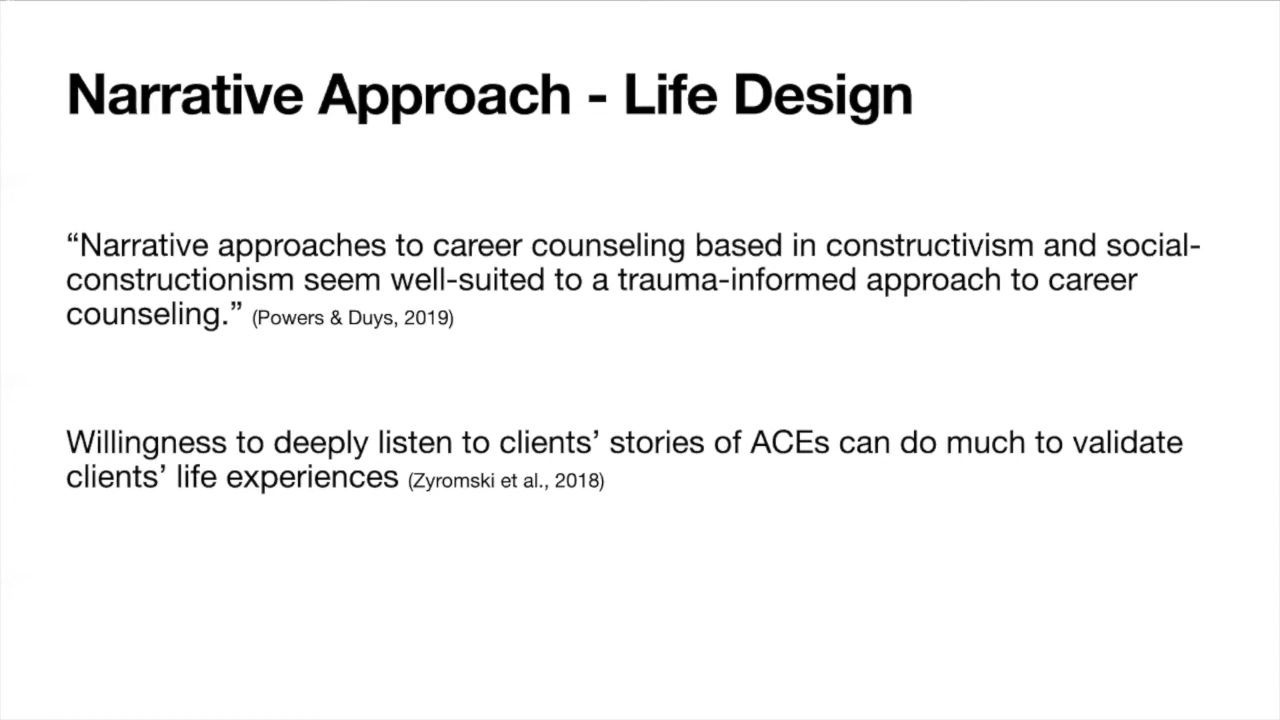 Narrative Approach - Life Design
“Narrative approaches to career counseling based in constructivism and social-
constructionism seem well-suited to a trauma-informed approach to career
counseling.” (Powers & Duys, 2019)
Willingness to deeply listen to clients’ stories of ACEs can do much to validate
clients’ life experiences (Zyromski et al., 2018)